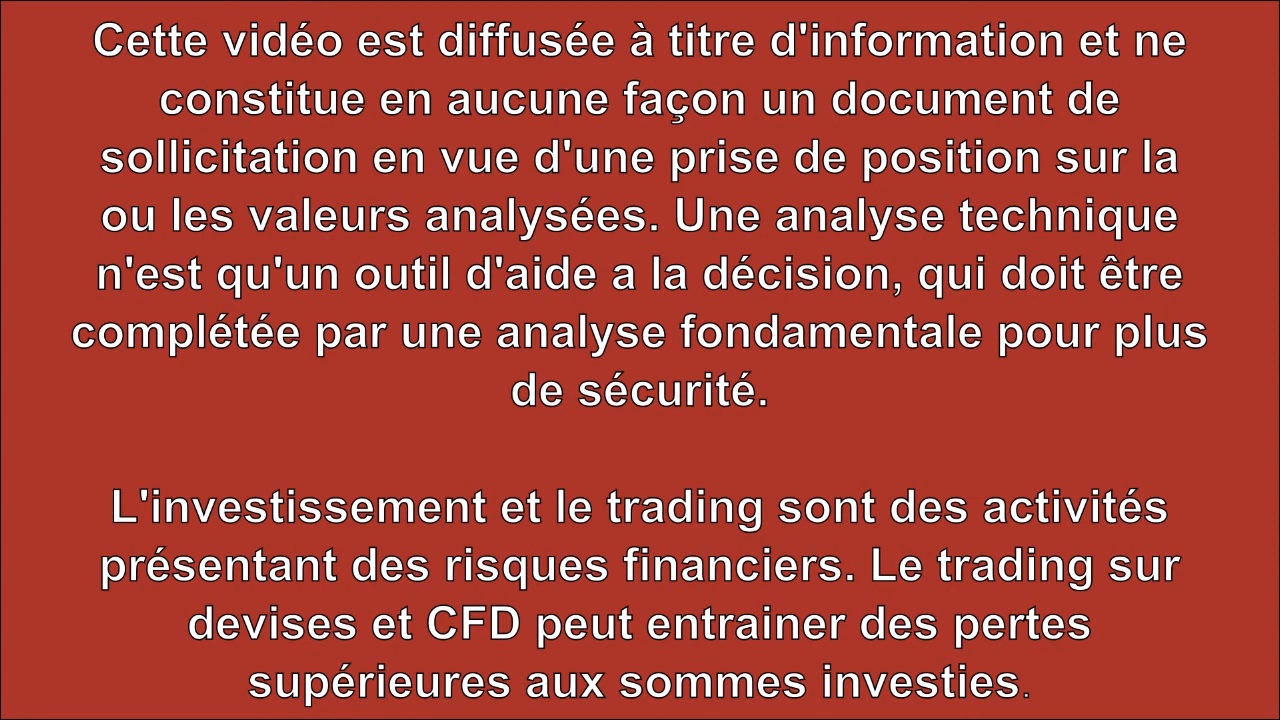 Cette vidéo est diffusée à titre d'information et ne
constitue en aucune façon un document de
sollicitation en vue d'une prise de position sur la
ou les valeurs analysées. Une analyse technique
n'est qu'un outil d'aide a la décision, qui doit être
complétée par une analyse fondamentale pour plus
de sécurité.
L'investissement et le trading sont des activités
présentant des risques financiers. Le trading sur
devises et CFD peut entrainer des pertes
supérieures aux sommes investies.